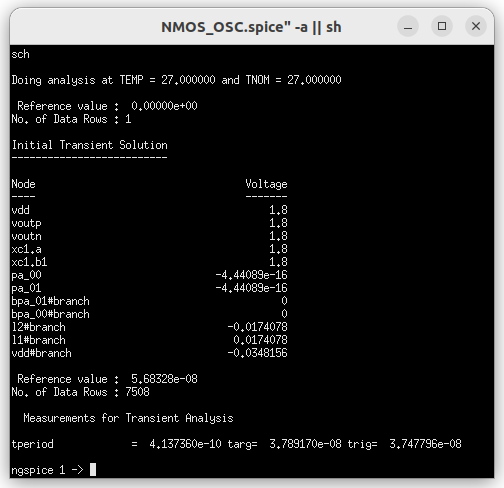 NMOS_OSC.spice" -a || sh
sch
Doing analysis at TEMP = 27.000000 and TNOM = 27.000000
Reference value :  0.00000e+00
No. of Data Rows : 1
Initial Transient Solution
--------------------------
Node                                   Voltage
----                                   -------
vdd                                        1.8
voutp                                      1.8
voutn                                      1.8
xc1.a                                      1.8
xc1.b1                                     1.8
pa_00                             -4.44089e-16
pa_01                             -4.44089e-16
bpa_01#branch                                0
bpa_00#branch                                0
l2#branch                           -0.0174078
l1#branch                            0.0174078
vdd#branch                          -0.0348156
Reference value :  5.68328e-08
No. of Data Rows : 7508
Measurements for Transient Analysis
tperiod             =  4.137360e-10 targ=  3.789170e-08 trig=  3.747796e-08
ngspice 1 ->